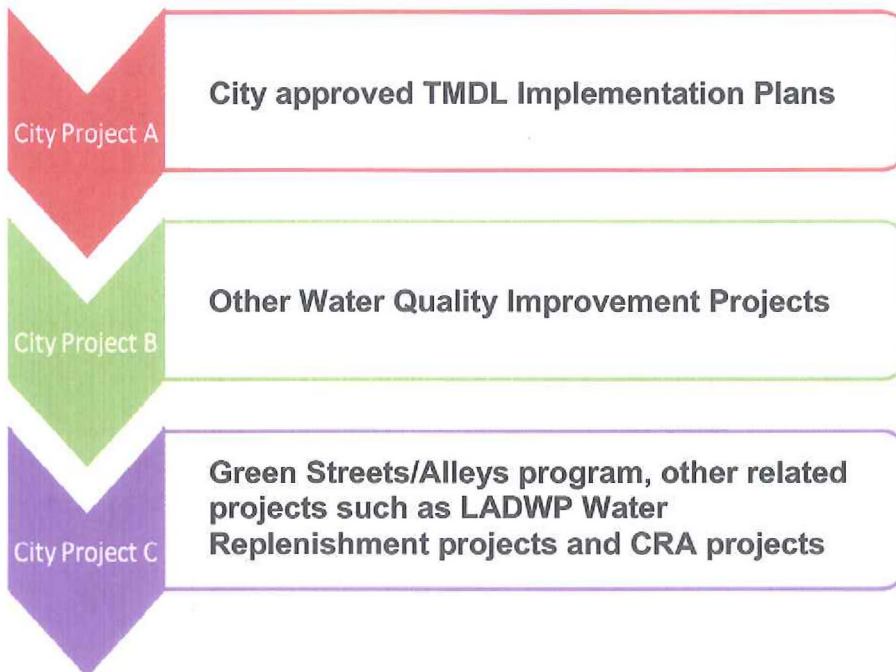 City Project A
City approved TMDL Implementation Plans
City Project B
Other Water Quality Improvement Projects
City Project C
Green Streets/Alleys program, other related
projects such as LADWP Water
Replenishment projects and CRA projects